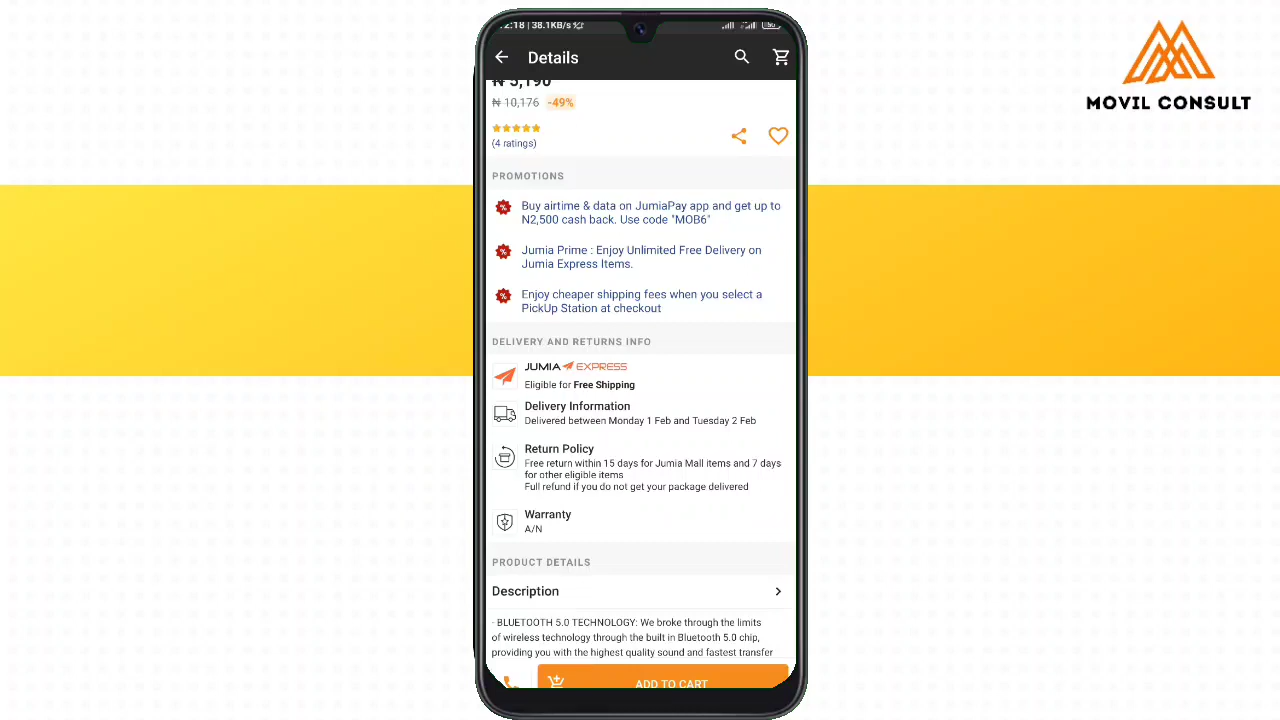 2:18 | 38.1KB/s
Details
₦ 5,190
₦ 10,176 -49%
(4 ratings)
PROMOTIONS
Buy airtime & data on JumiaPay app and get up to
N2,500 cash back. Use code "MOB6"
Jumia Prime : Enjoy Unlimited Free Delivery on
Jumia Express Items.
Enjoy cheaper shipping fees when you select a
PickUp Station at checkout
DELIVERY AND RETURNS INFO
JUMIA EXPRESS
Eligible for Free Shipping
Delivery Information
Delivered between Monday 1 Feb and Tuesday 2 Feb
Return Policy
Free return within 15 days for Jumia Mall items and 7 days
for other eligible items
Full refund if you do not get your package delivered
Warranty
A/N
PRODUCT DETAILS
Description
· BLUETOOTH 5.0 TECHNOLOGY: We broke through the limits
of wireless technology through the built in Bluetooth 5.0 chip,
providing you with the highest quality sound and fastest transfer
ADD TO CART
MOVIL CONSULT